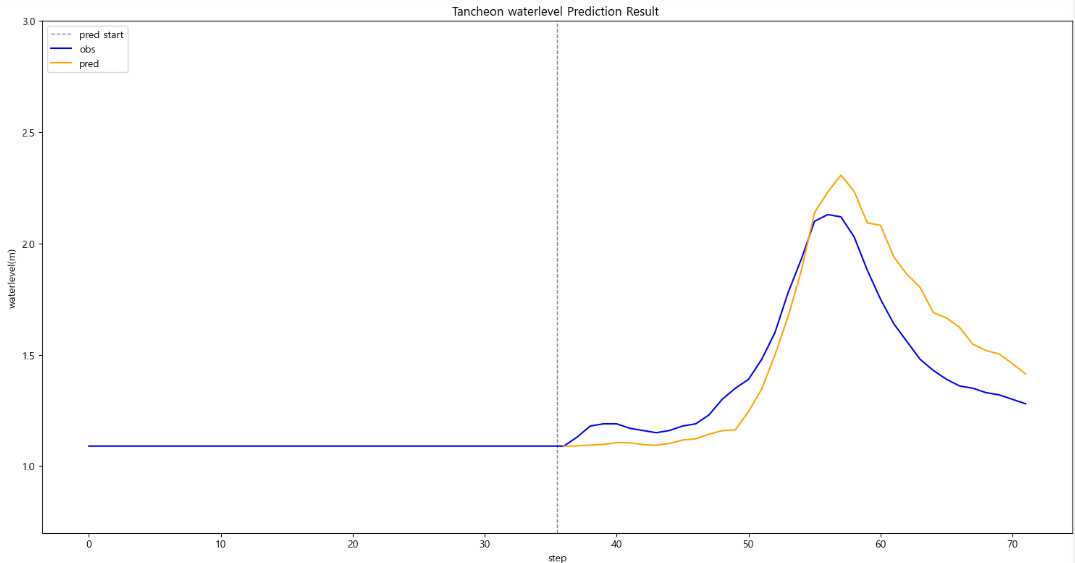 Tancheon waterlevel Prediction Result
pred start
obs
pred
waterlevel(m)
3.0
2.5
2.0
1.5
1.0
0 10 20 30 40 50 60 70
step